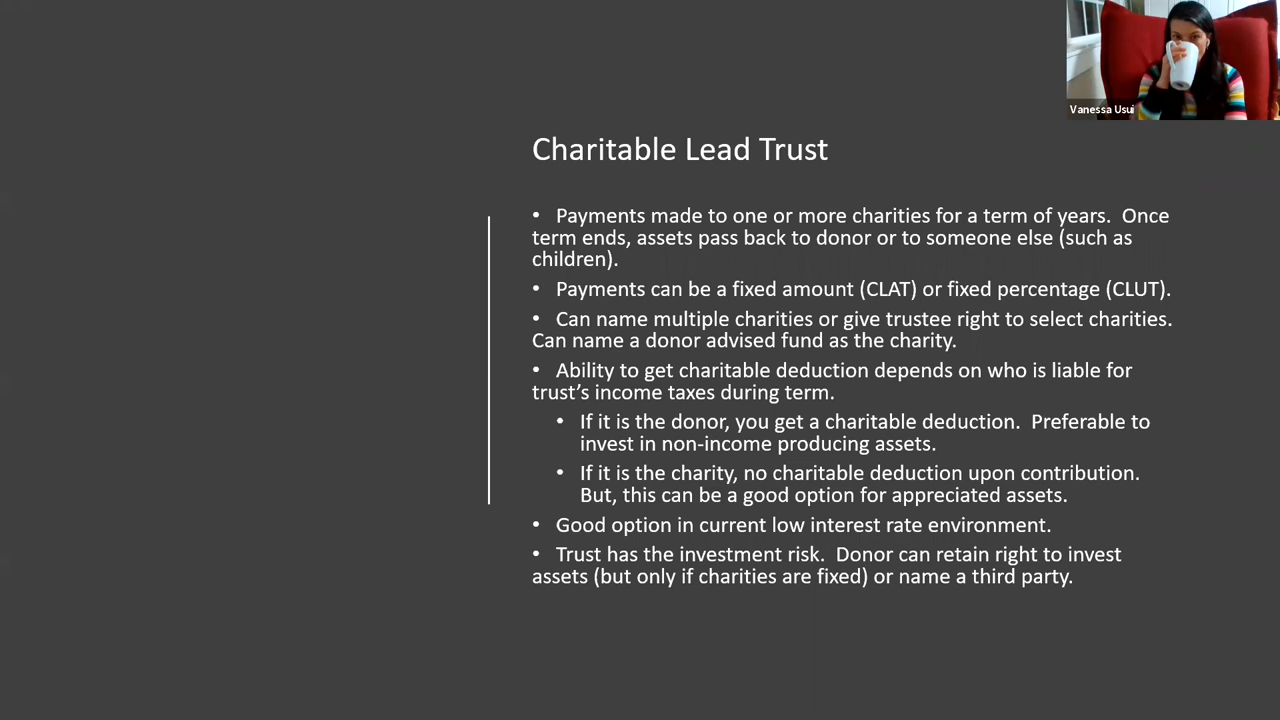 Vanessa Usui
Charitable Lead Trust
• Payments made to one or more charities for a term of years.  Once
term ends, assets pass back to donor or to someone else (such as
children).
• Payments can be a fixed amount (CLAT) or fixed percentage (CLUT).
• Can name multiple charities or give trustee right to select charities.
Can name a donor advised fund as the charity.
• Ability to get charitable deduction depends on who is liable for
trust’s income taxes during term.
• If it is the donor, you get a charitable deduction.  Preferable to
invest in non-income producing assets.
• If it is the charity, no charitable deduction upon contribution.
But, this can be a good option for appreciated assets.
• Good option in current low interest rate environment.
• Trust has the investment risk.  Donor can retain right to invest
assets (but only if charities are fixed) or name a third party.